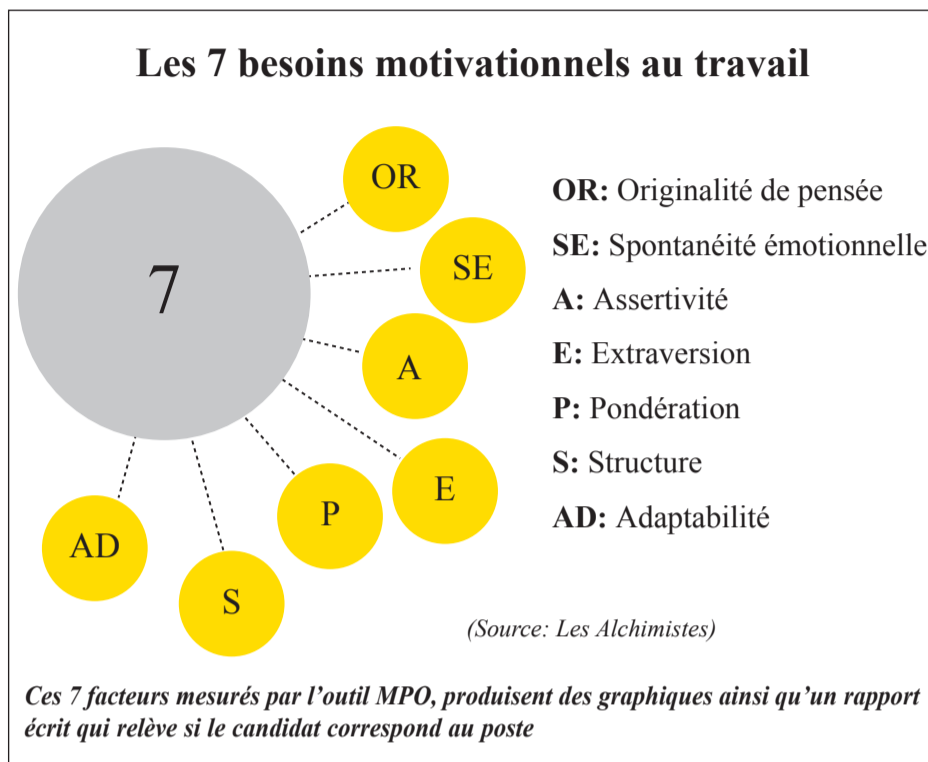 Les 7 besoins motivationnels au travail
7
OR
SE
A
E
P
S
AD
OR: Originalité de pensée
SE: Spontanéité émotionnelle
A: Assertivité
E: Extraversion
P: Pondération
S: Structure
AD: Adaptabilité
(Source: Les Alchimistes)
Ces 7 facteurs mesurés par l’outil MPO, produisent des graphiques ainsi qu’un rapport
écrit qui relève si le candidat correspond au poste